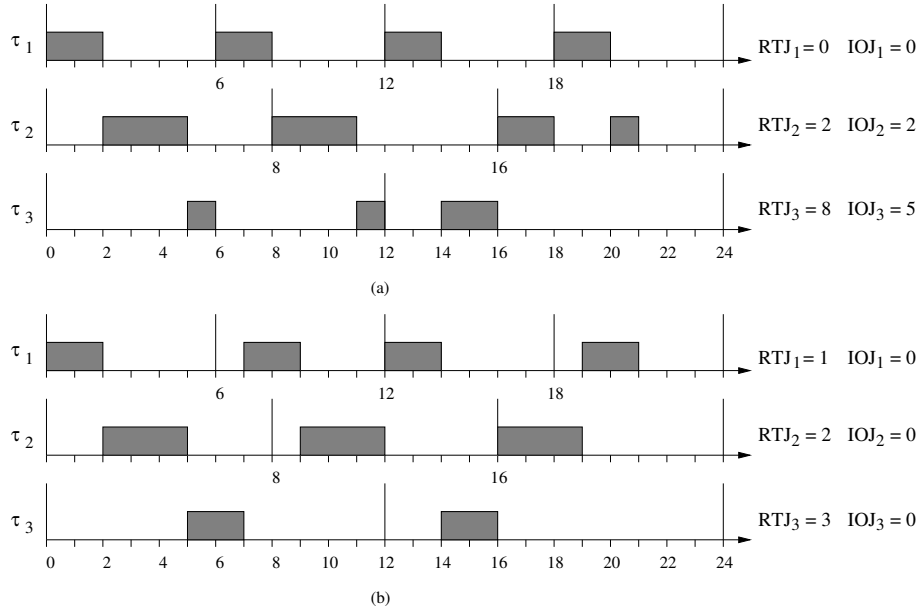 τ 1 RTJ1 = 0 IOJ1 = 0
6 12 18
τ 2 RTJ2 = 2 IOJ2 = 2
8 16
τ 3 RTJ3 = 8 IOJ3 = 5
0 2 4 6 8 10 12 14 16 18 20 22 24
(a)
τ 1 RTJ1 = 1 IOJ1 = 0
6 12 18
τ 2 RTJ2 = 2 IOJ2 = 0
8 16
τ 3 RTJ3 = 3 IOJ3 = 0
0 2 4 6 8 10 12 14 16 18 20 22 24
(b)